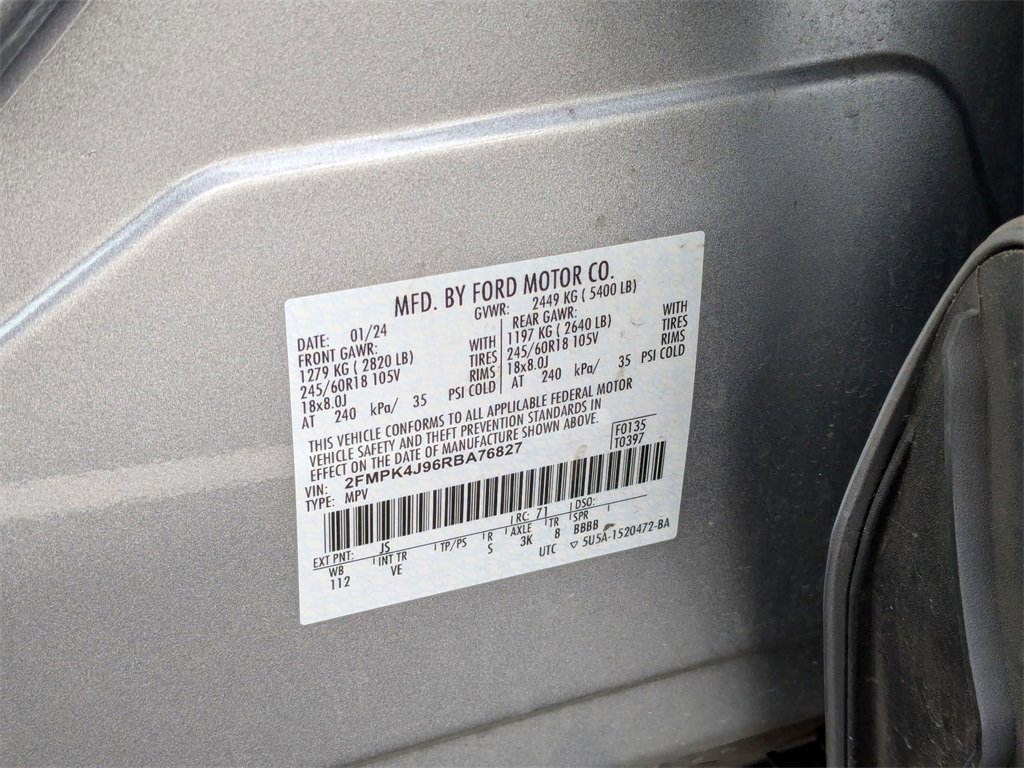 MFD. BY FORD MOTOR CO.
DATE: 01/24 GVWR: 2449 KG ( 5400 LB)
FRONT GAWR: WITH REAR GAWR: WITH
1279 KG ( 2820 LB) TIRES 1197 KG ( 2640 LB) TIRES
245/60R18 105V RIMS 245/60R18 105V RIMS
18x8.0J PSI COLD 18x8.0J PSI COLD
AT 240 kPa/ 35 AT 240 kPa/ 35
THIS VEHICLE CONFORMS TO ALL APPLICABLE FEDERAL MOTOR
VEHICLE SAFETY AND THEFT PREVENTION STANDARDS IN
EFFECT ON THE DATE OF MANUFACTURE SHOWN ABOVE.
F0135
T0397
VIN: 2FMPK4J96RBA76827
TYPE: MPV
EXT PNT: JS RC: 71 DSO:
WB INT TR TP/PS R AXLE TR SPR
112 VE S 3K 8 BBBB
UTC ▽ 5U5A-1520472-BA